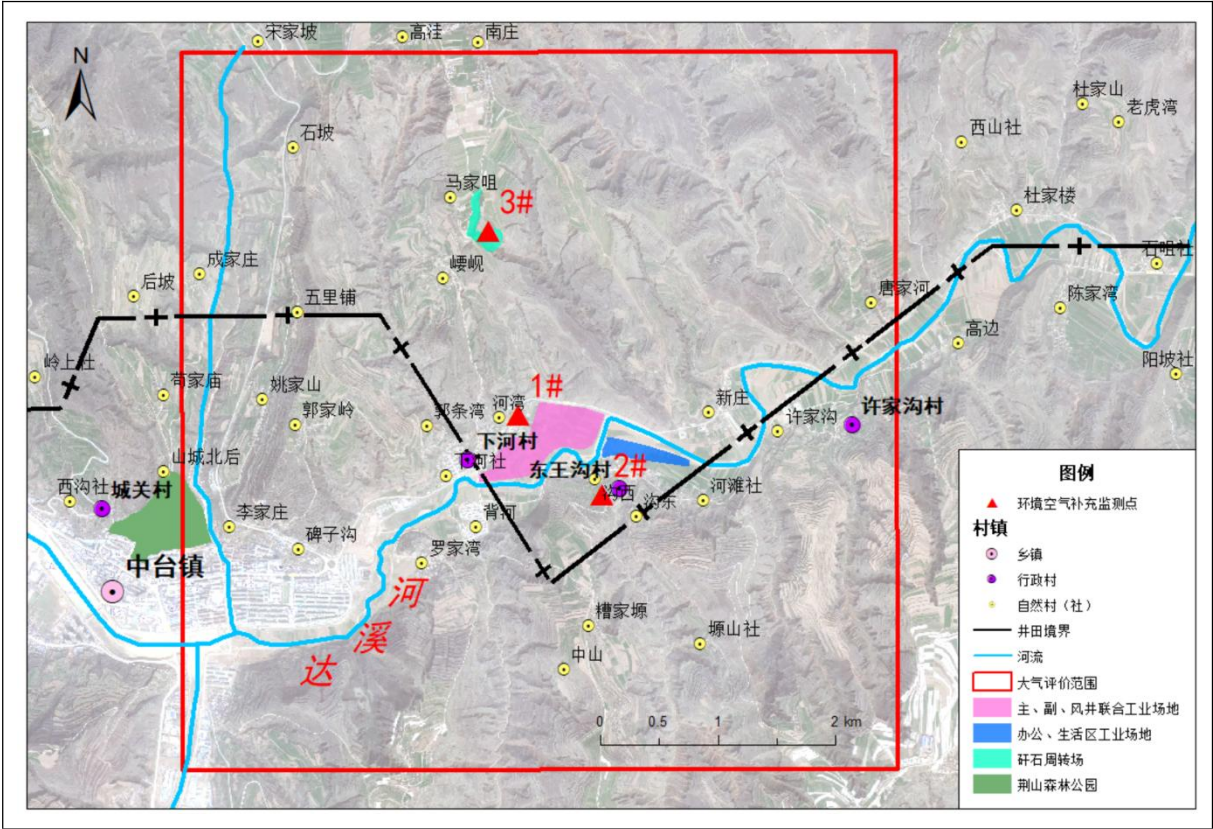 宋家坡
高洼
南庄
N
杜家山
老虎湾
石坡
西山社
马家咀
3#
杜家楼
成家庄
崾岘
石咀社
后坡
五里铺
唐家河
陈家湾
高边
岭上社
阳坡社
苟家庙
姚家山
1#
郭家岭
郭条湾
河湾
新庄
许家沟
许家沟村
下河村
山城北后
下河社
东王沟村
2#
西沟社
城关村
沟西
沟东
河滩社
李家庄
背河
碑子沟
罗家湾
中台镇
达溪河
糟家塬
塬山社
中山
0 0.5 1 2 km
图例
环境空气补充监测点
村镇
乡镇
行政村
自然村（社）
井田境界
河流
大气评价范围
主、副、风井联合工业场地
办公、生活区工业场地
矸石周转场
荆山森林公园